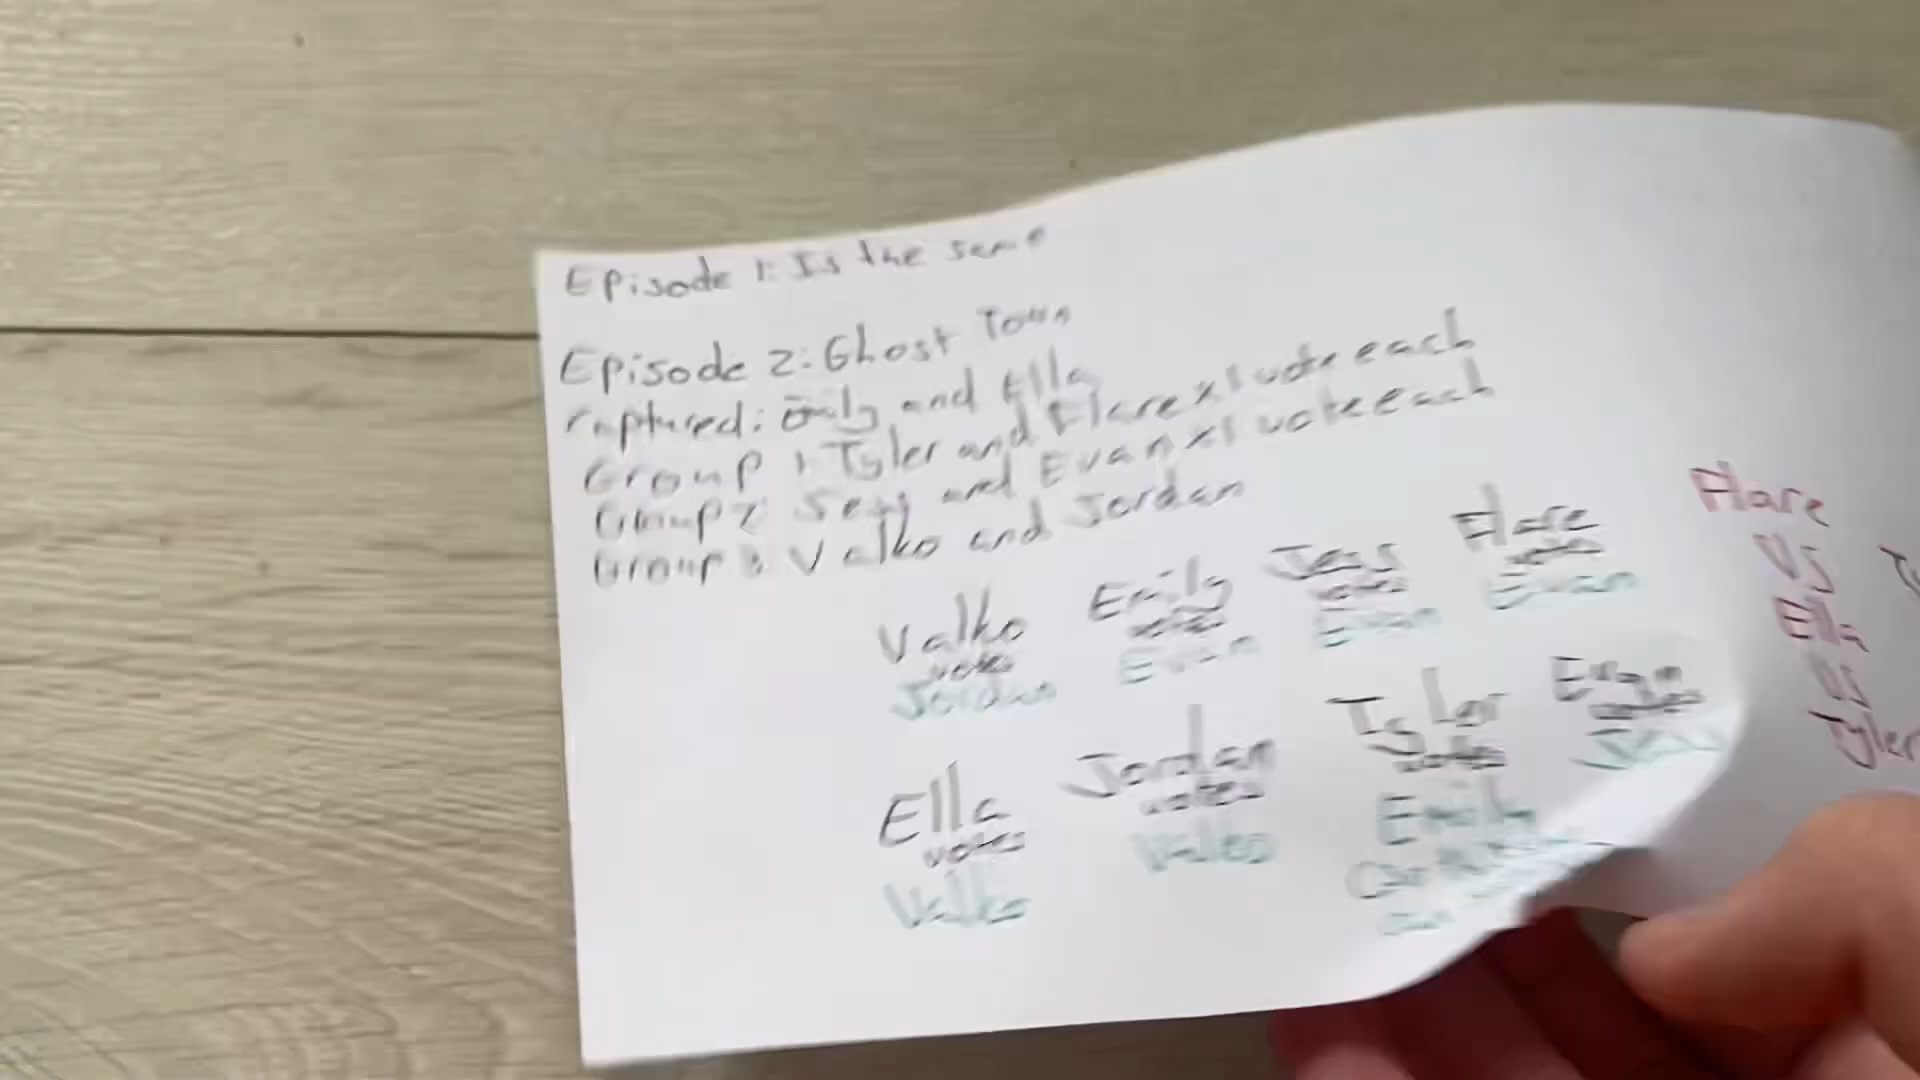 Episode 1: Is the same
Episode 2: Ghost Town
captured: Emily and Ella
Group 1: Tyler and Flare x1 vote each
Group 2: Jess and Evan x1 vote each
Group 3: Valko and Jordan
Valko
votes
Jordan
Emily
votes
Evan
Jess
votes
Evan
Flare
votes
Evan
Ella
votes
Valko
Jordan
votes
Valko
Tyler
votes
Emily
Evan
votes
Jess
Flare
VS
Ella
VS
Tyler